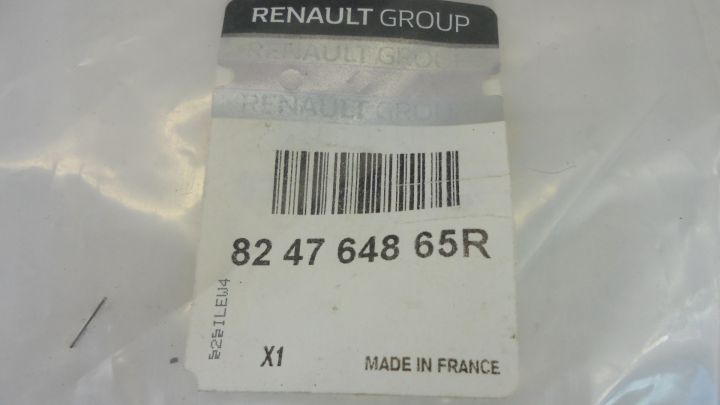 RENAULT GROUP
RENAULT GROUP
RENAULT GROUP
82 47 648 65R
X1
MADE IN FRANCE